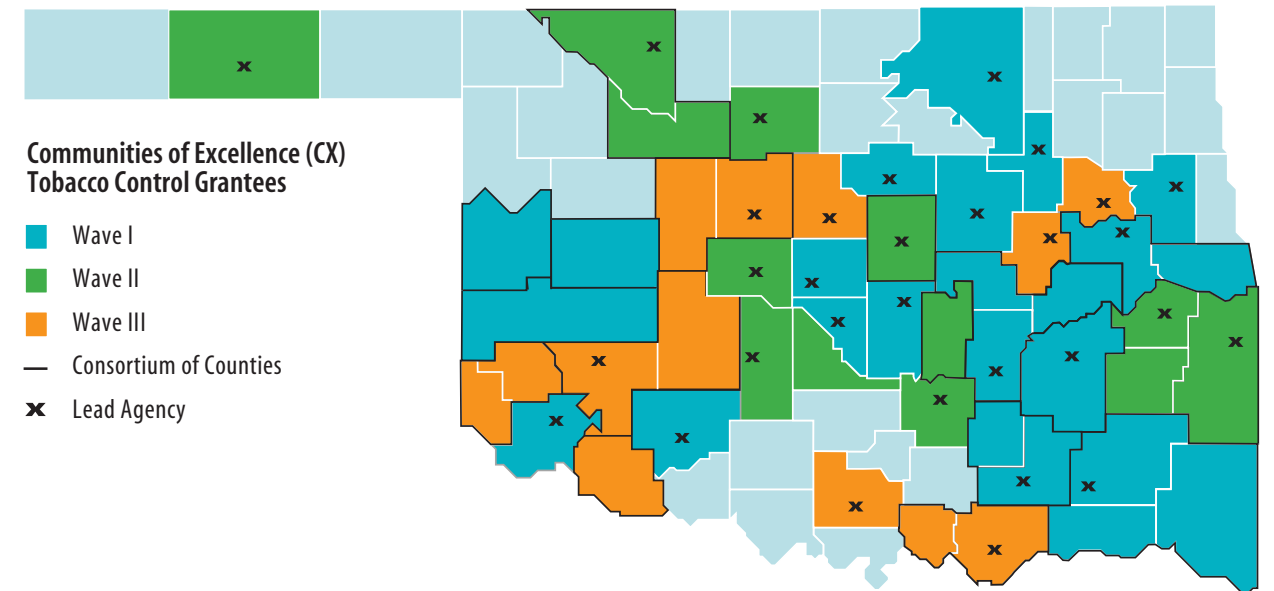 Communities of Excellence (CX)
Tobacco Control Grantees
Wave I
Wave II
Wave III
Consortium of Counties
x Lead Agency